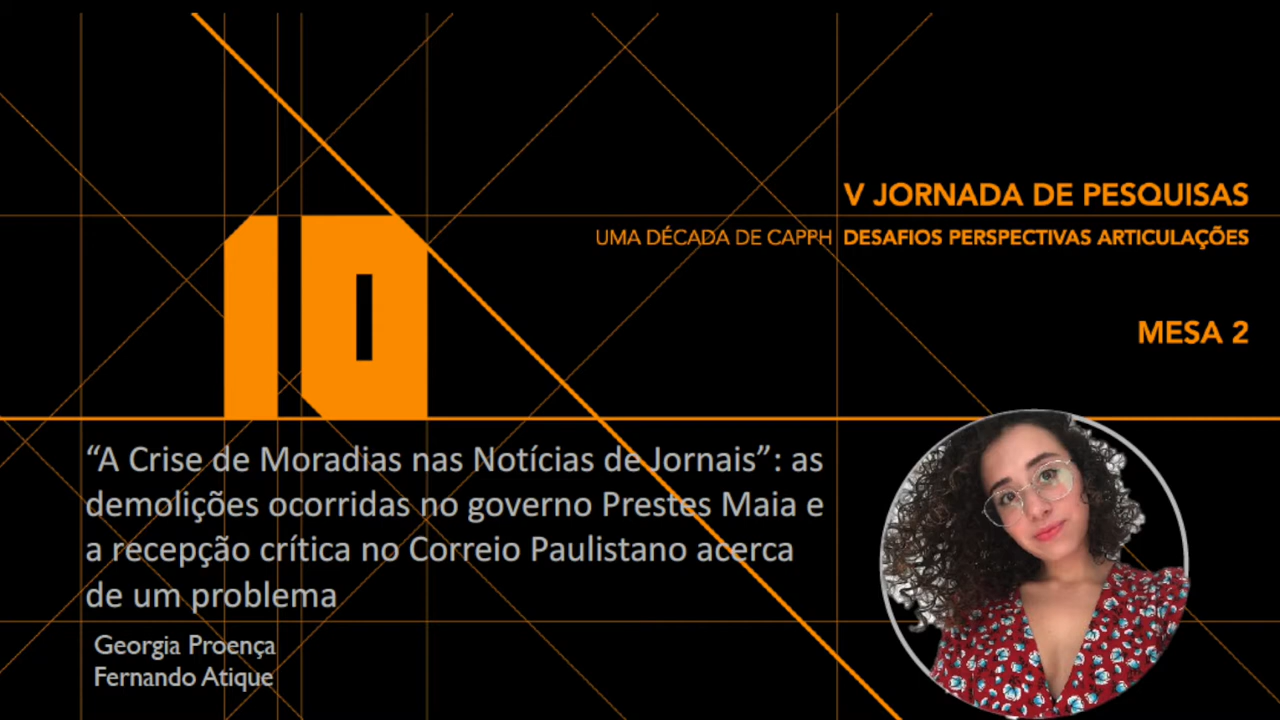 V JORNADA DE PESQUISAS
UMA DÉCADA DE CAPPH DESAFIOS PERSPECTIVAS ARTICULAÇÕES
MESA 2
10
“A Crise de Moradias nas Notícias de Jornais”: as
demolições ocorridas no governo Prestes Maia e
a recepção crítica no Correio Paulistano acerca
de um problema
Georgia Proença
Fernando Atique